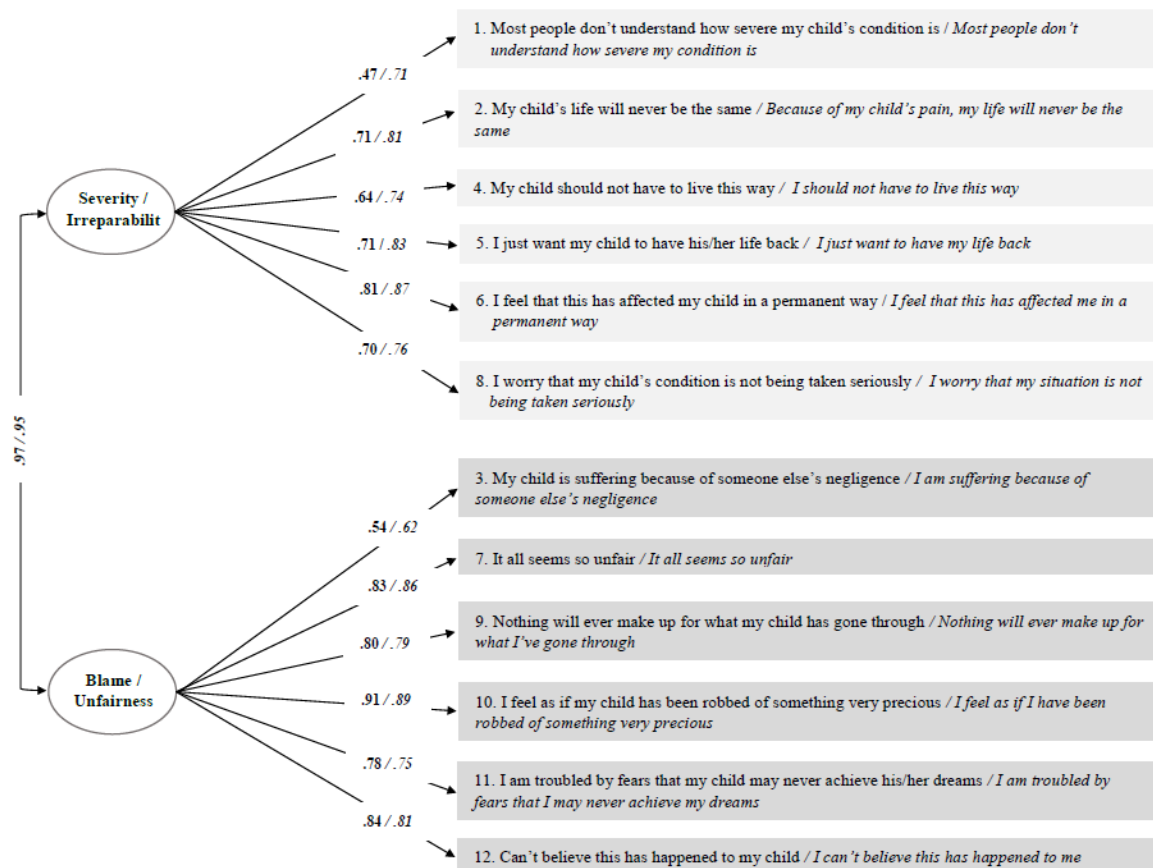 1. Most people don’t understand how severe my child’s condition is / Most people don’t
understand how severe my condition is
.47 / .71
2. My child’s life will never be the same / Because of my child’s pain, my life will never be the
same
.71 / .81
Severity /
Irreparabilit
4. My child should not have to live this way / I should not have to live this way
.64 / .74
5. I just want my child to have his/her life back / I just want to have my life back
.71 / .83
6. I feel that this has affected my child in a permanent way / I feel that this has affected me in a
permanent way
.81 / .87
8. I worry that my child’s condition is not being taken seriously / I worry that my situation is not
being taken seriously
.70 / .76
.97 / .95
3. My child is suffering because of someone else’s negligence / I am suffering because of
someone else’s negligence
.54 / .62
7. It all seems so unfair / It all seems so unfair
.83 / .86
9. Nothing will ever make up for what my child has gone through / Nothing will ever make up for
what I’ve gone through
.80 / .79
Blame /
Unfairness
10. I feel as if my child has been robbed of something very precious / I feel as if I have been
robbed of something very precious
.91 / .89
11. I am troubled by fears that my child may never achieve his/her dreams / I am troubled by
fears that I may never achieve my dreams
.78 / .75
12. Can’t believe this has happened to my child / I can’t believe this has happened to me
.84 / .81